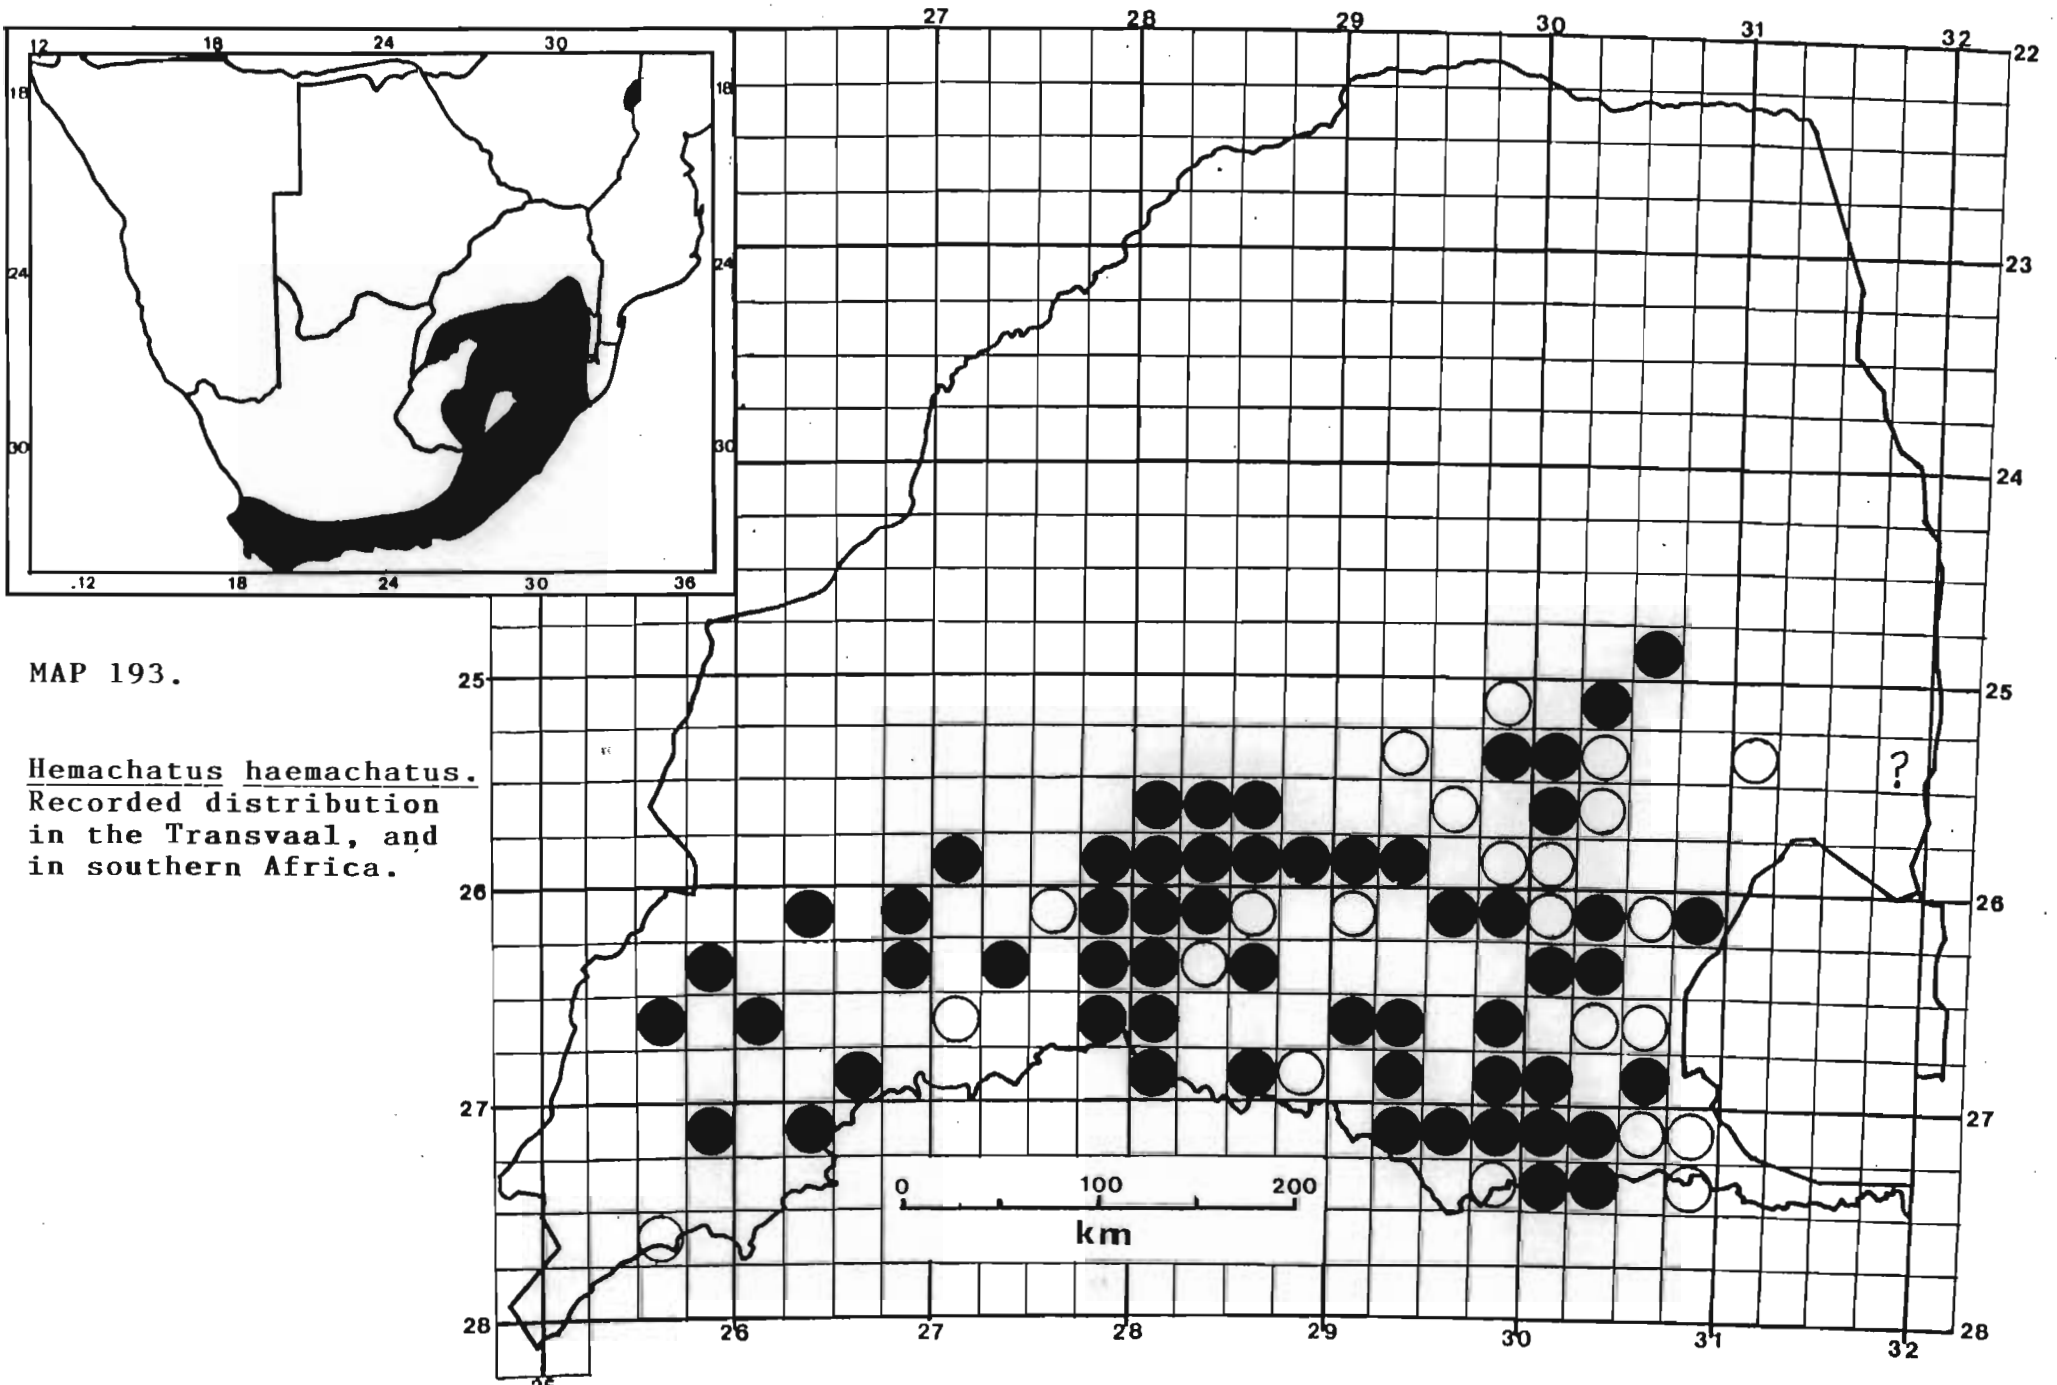 27 28 29 30 31 32
22
12 18 24 30
18 18
23
24 24
30 30
24
.12 18 24 30 36
MAP 193.
25 25
Hemachatus haemachatus.
Recorded distribution
in the Transvaal, and
in southern Africa.
?
26 26
27 27
0 100 200
km
28 28
26 27 28 29 30 31 32